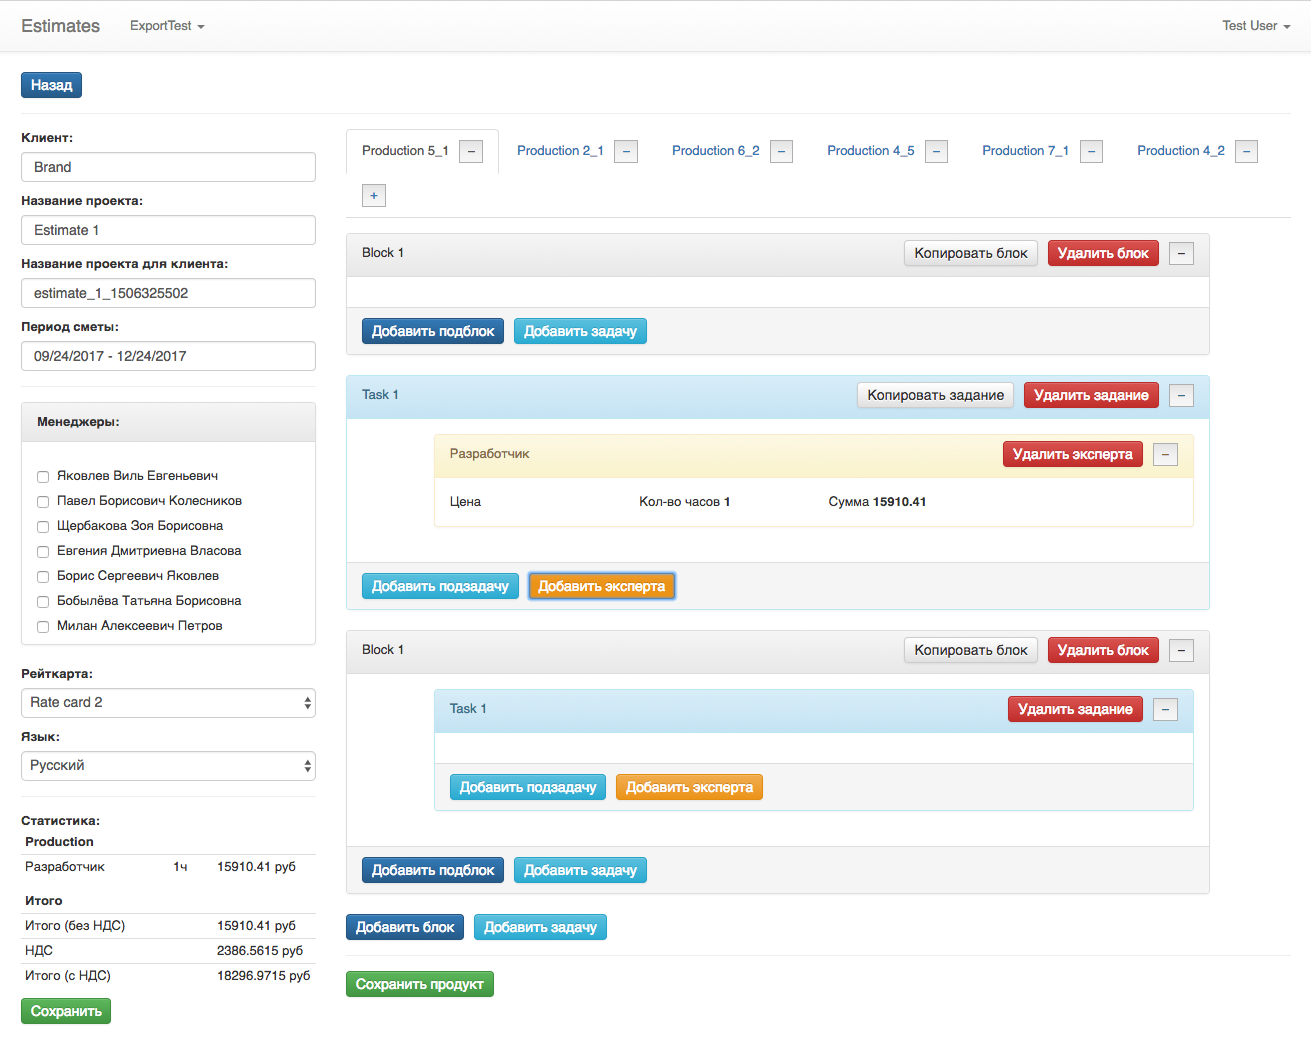 Estimates
ExportTest
Test User
Назад
Клиент:
Brand
Название проекта:
Estimate 1
Название проекта для клиента:
estimate_1_1506325502
Период сметы:
09/24/2017 - 12/24/2017
Менеджеры:
Яковлев Виль Евгеньевич
Павел Борисович Колесников
Щербакова Зоя Борисовна
Евгения Дмитриевна Власова
Борис Сергеевич Яковлев
Бобылёва Татьяна Борисовна
Милан Алексеевич Петров
Рейткарта:
Rate card 2
Язык:
Русский
Статистика:
Production
Разработчик 1ч 15910.41 руб
Итого
Итого (без НДС) 15910.41 руб
НДС 2386.5615 руб
Итого (с НДС) 18296.9715 руб
Сохранить
Production 5_1 – Production 2_1 – Production 6_2 – Production 4_5 – Production 7_1 – Production 4_2 –
+
Block 1 Копировать блок Удалить блок –
Добавить подблок Добавить задачу
Task 1 Копировать задание Удалить задание –
Разработчик Удалить эксперта –
Цена Кол-во часов 1 Сумма 15910.41
Добавить подзадачу Добавить эксперта
Block 1 Копировать блок Удалить блок –
Task 1 Удалить задание –
Добавить подзадачу Добавить эксперта
Добавить подблок Добавить задачу
Добавить блок Добавить задачу
Сохранить продукт